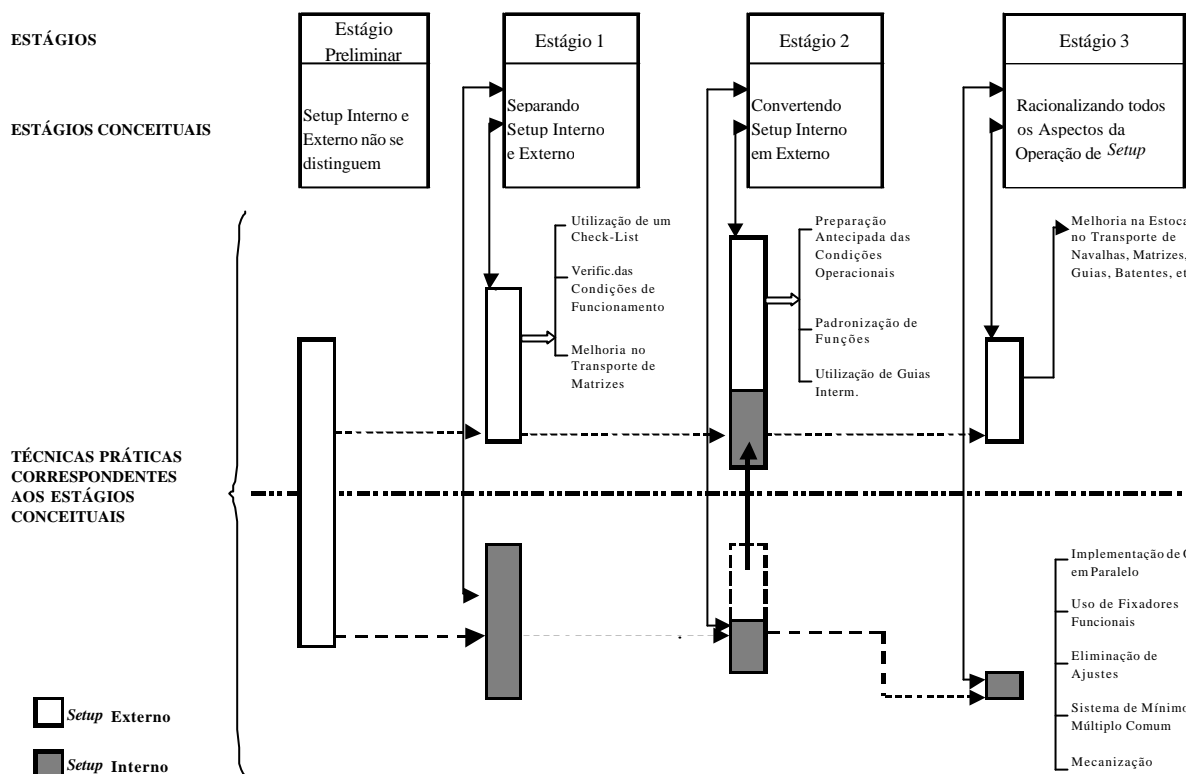 ESTÁGIOS
Estágio
Preliminar
Estágio 1
Estágio 2
Estágio 3
ESTÁGIOS CONCEITUAIS
Setup Interno e
Externo não se
distinguem
Separando
Setup Interno
e Externo
Convertendo
Setup Interno
em Externo
Racionalizando todos
os Aspectos da
Operação de Setup
TÉCNICAS PRÁTICAS
CORRESPONDENTES
AOS ESTÁGIOS
CONCEITUAIS
Utilização de um
Check-List
Verific.das
Condições de
Funcionamento
Melhoria no
Transporte de
Matrizes
Preparação
Antecipada das
Condições
Operacionais
Padronização de
Funções
Utilização de Guias
Interm.
Melhoria na Estoca
no Transporte de
Navalhas, Matrizes,
Guias, Batentes, et
Implementação de
em Paralelo
Uso de Fixadores
Funcionais
Eliminação de
Ajustes
Sistema de Mínimo
Múltiplo Comum
Mecanização
Setup Externo
Setup Interno